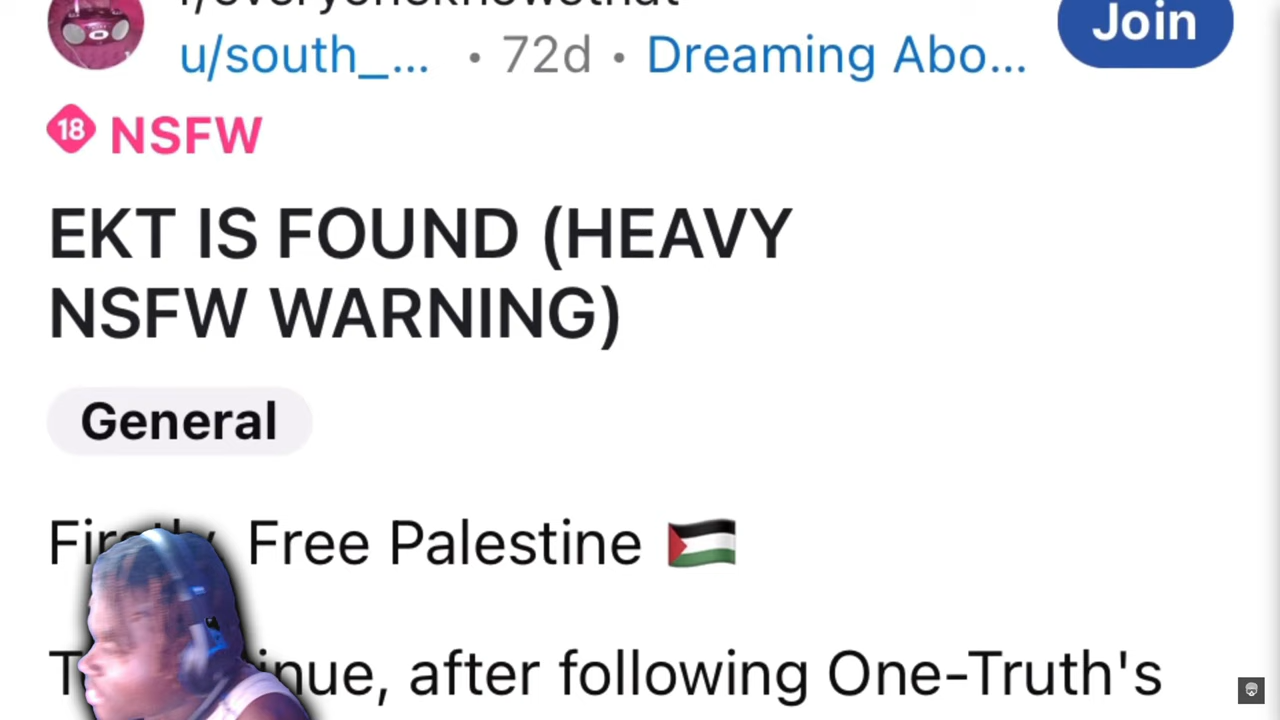 u/south_... • 72d • Dreaming Abo...
Join
18 NSFW
EKT IS FOUND (HEAVY
NSFW WARNING)
General
Free Palestine 🇵🇸
after following One-Truth's